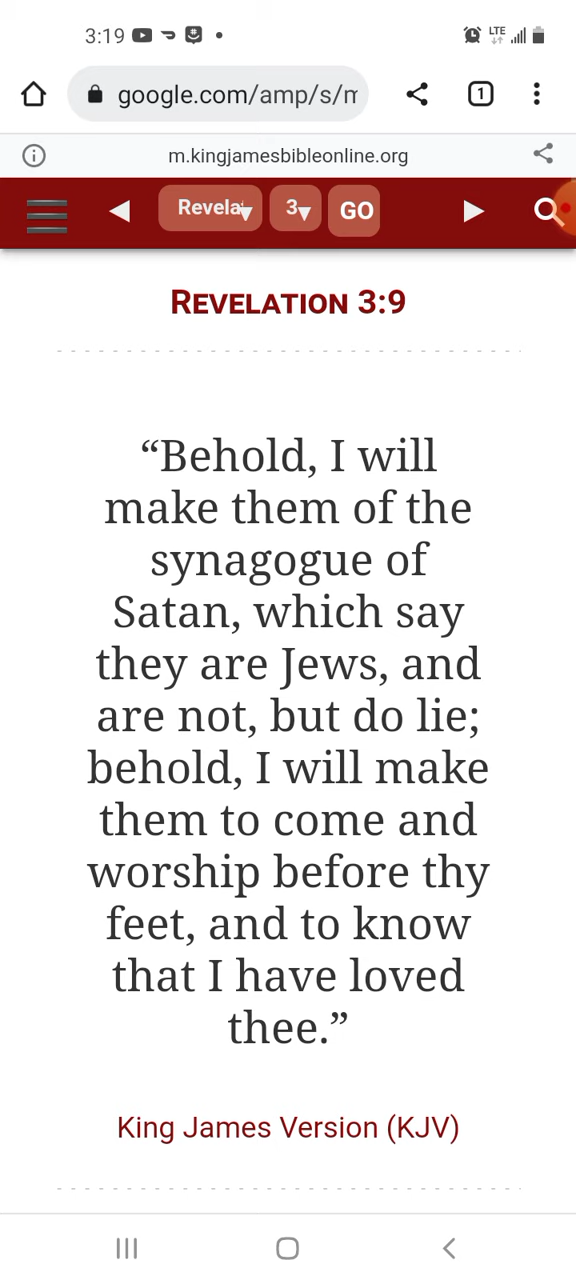 3:19
LTE
google.com/amp/s/m
1
m.kingjamesbibleonline.org
Revela
3
GO
REVELATION 3:9
“Behold, I will
make them of the
synagogue of
Satan, which say
they are Jews, and
are not, but do lie;
behold, I will make
them to come and
worship before thy
feet, and to know
that I have loved
thee.”
King James Version (KJV)